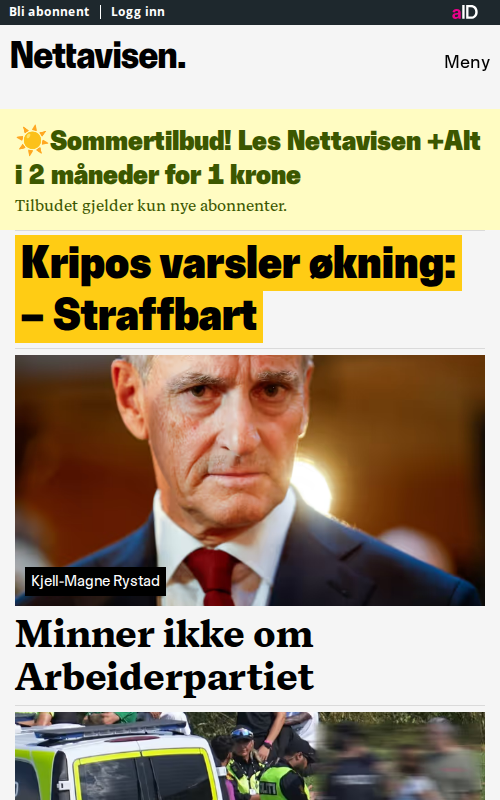 Bli abonnent
Logg inn
aID
Nettavisen.
Meny
Sommertilbud! Les Nettavisen +Alt
i 2 måneder for 1 krone
Tilbudet gjelder kun nye abonnenter.
Kripos varsler økning:
– Straffbart
Kjell-Magne Rystad
Minner ikke om
Arbeiderpartiet